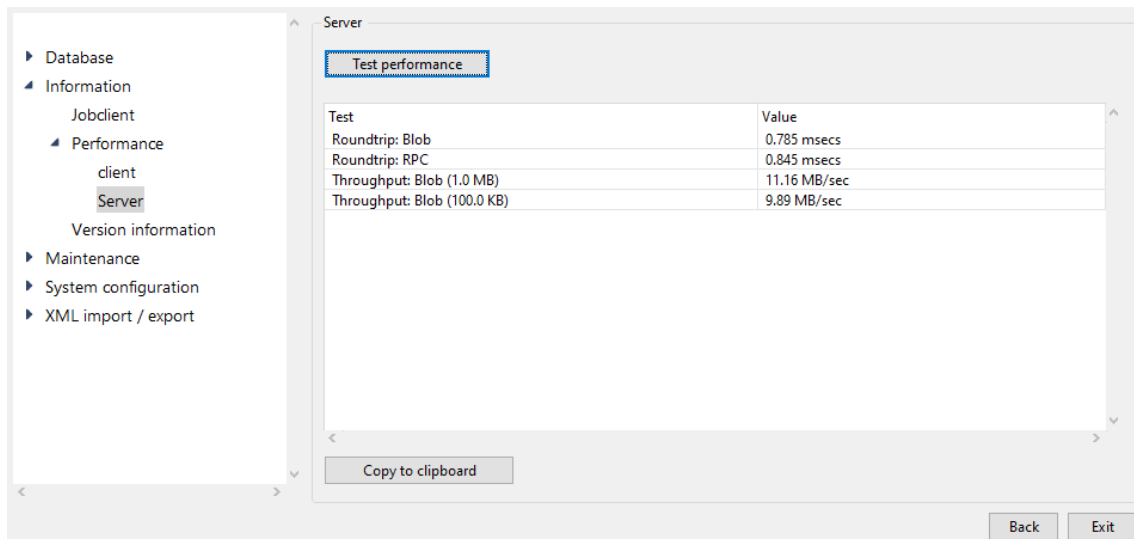 Database
Information
Jobclient
Performance
client
Server
Version information
Maintenance
System configuration
XML import / export
Server
Test performance
Test Value
Roundtrip: Blob 0.785 msecs
Roundtrip: RPC 0.845 msecs
Throughput: Blob (1.0 MB) 11.16 MB/sec
Throughput: Blob (100.0 KB) 9.89 MB/sec
Copy to clipboard
Back Exit